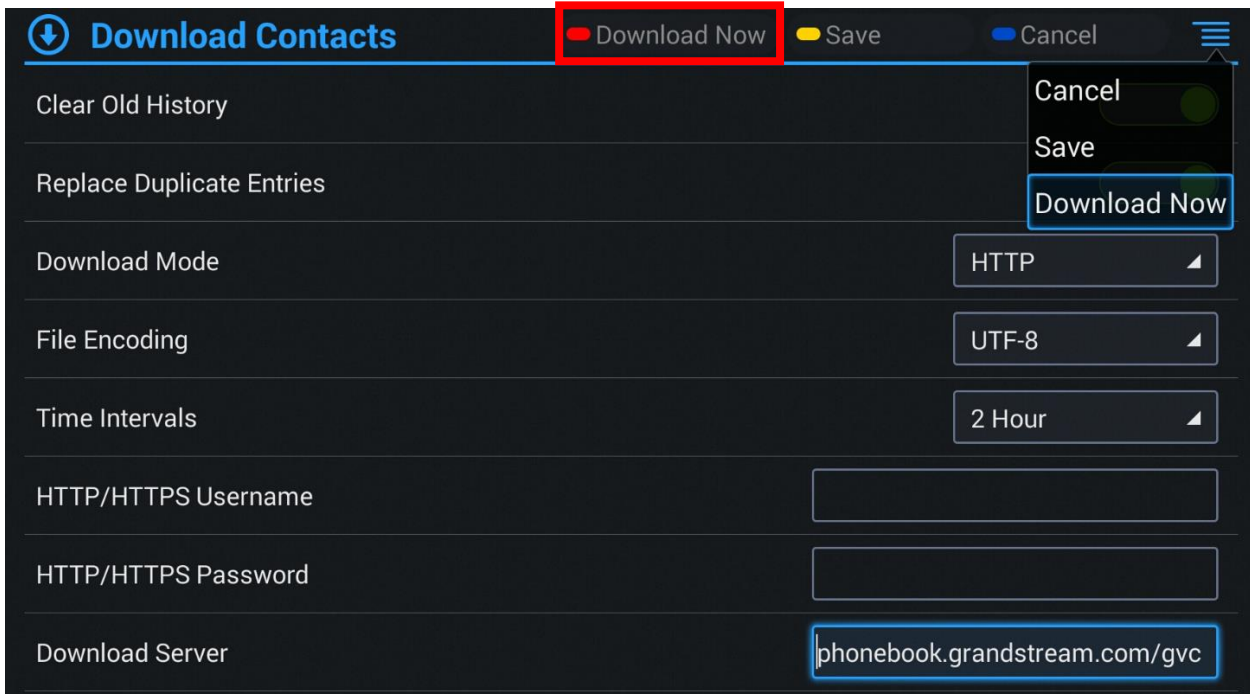 Download Contacts Download Now Save Cancel
Cancel
Clear Old History
Save
Replace Duplicate Entries
Download Now
Download Mode HTTP
File Encoding UTF-8
Time Intervals 2 Hour
HTTP/HTTPS Username
HTTP/HTTPS Password
Download Server phonebook.grandstream.com/gvc